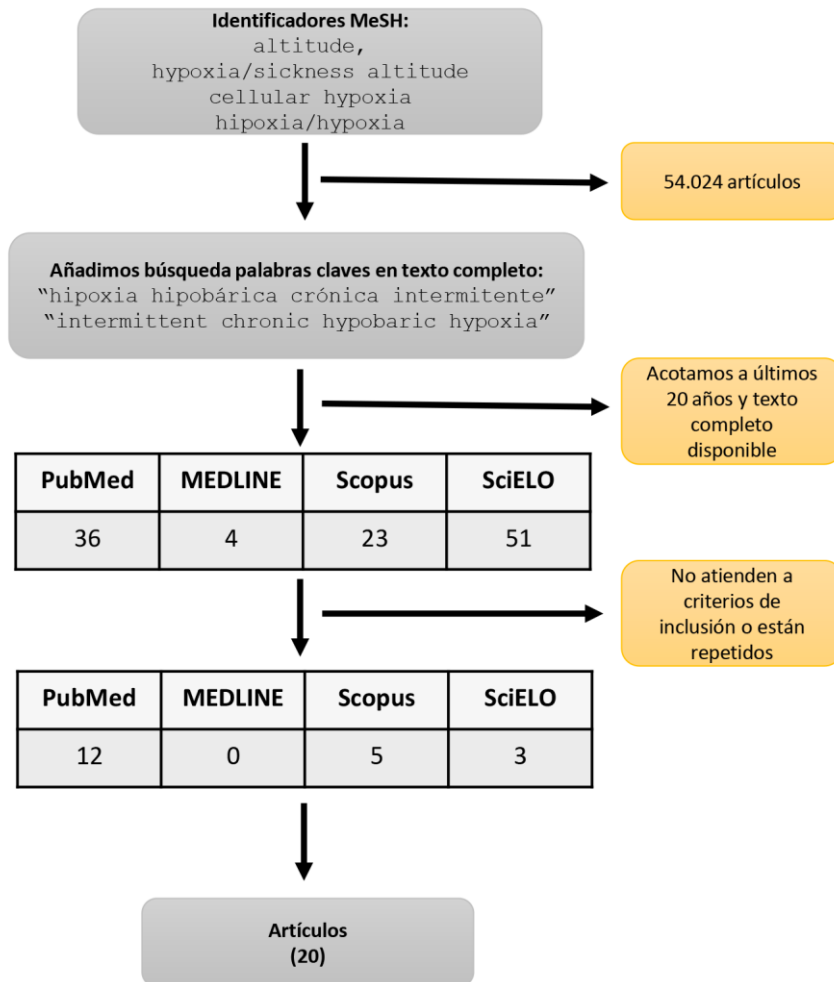 Identificadores MeSH:
altitude,
hypoxia/sickness altitude
cellular hypoxia
hipoxia/hypoxia
54.024 artículos
Añadimos búsqueda palabras claves en texto completo:
“hipoxia hipobárica crónica intermitente”
“intermittent chronic hypobaric hypoxia”
Acotamos a últimos
20 años y texto
completo
disponible
PubMed MEDLINE Scopus SciELO
36 4 23 51
No atienden a
criterios de
inclusión o están
repetidos
PubMed MEDLINE Scopus SciELO
12 0 5 3
Artículos
(20)